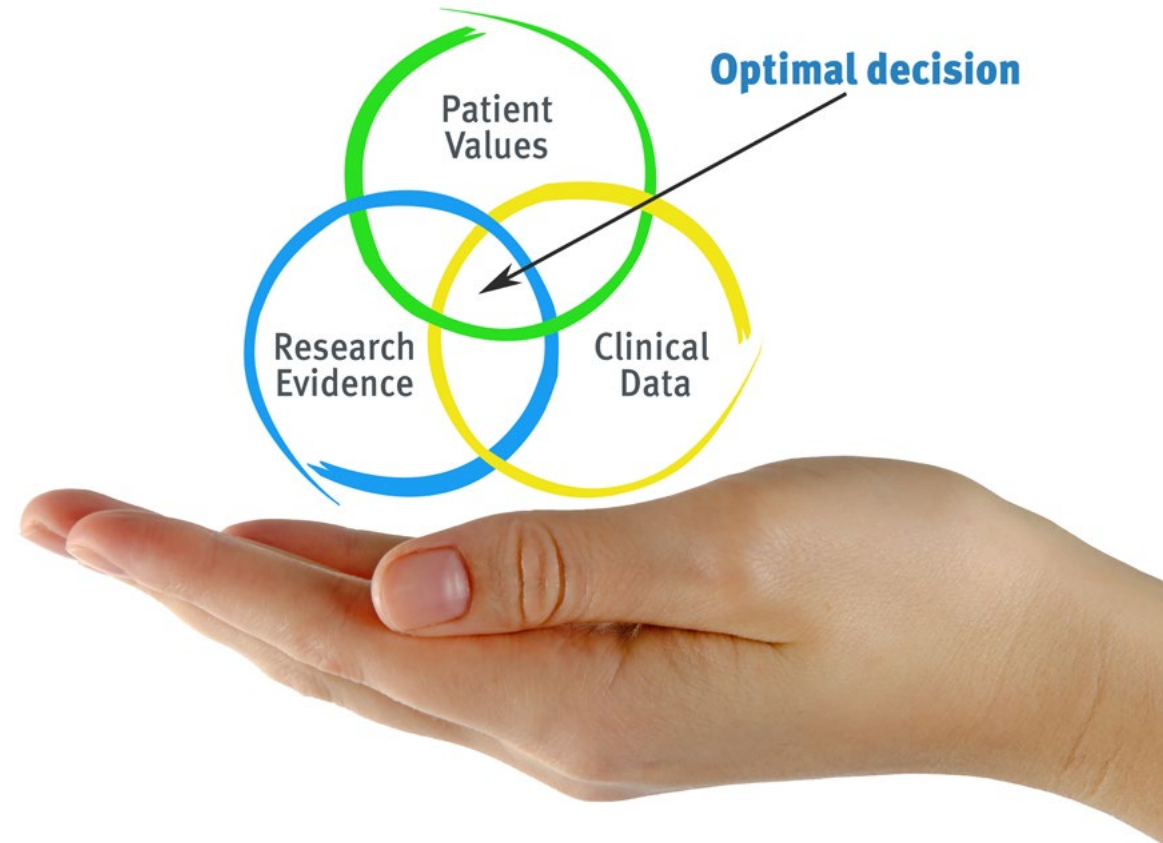 Optimal decision
Patient
Values
Research
Evidence
Clinical
Data